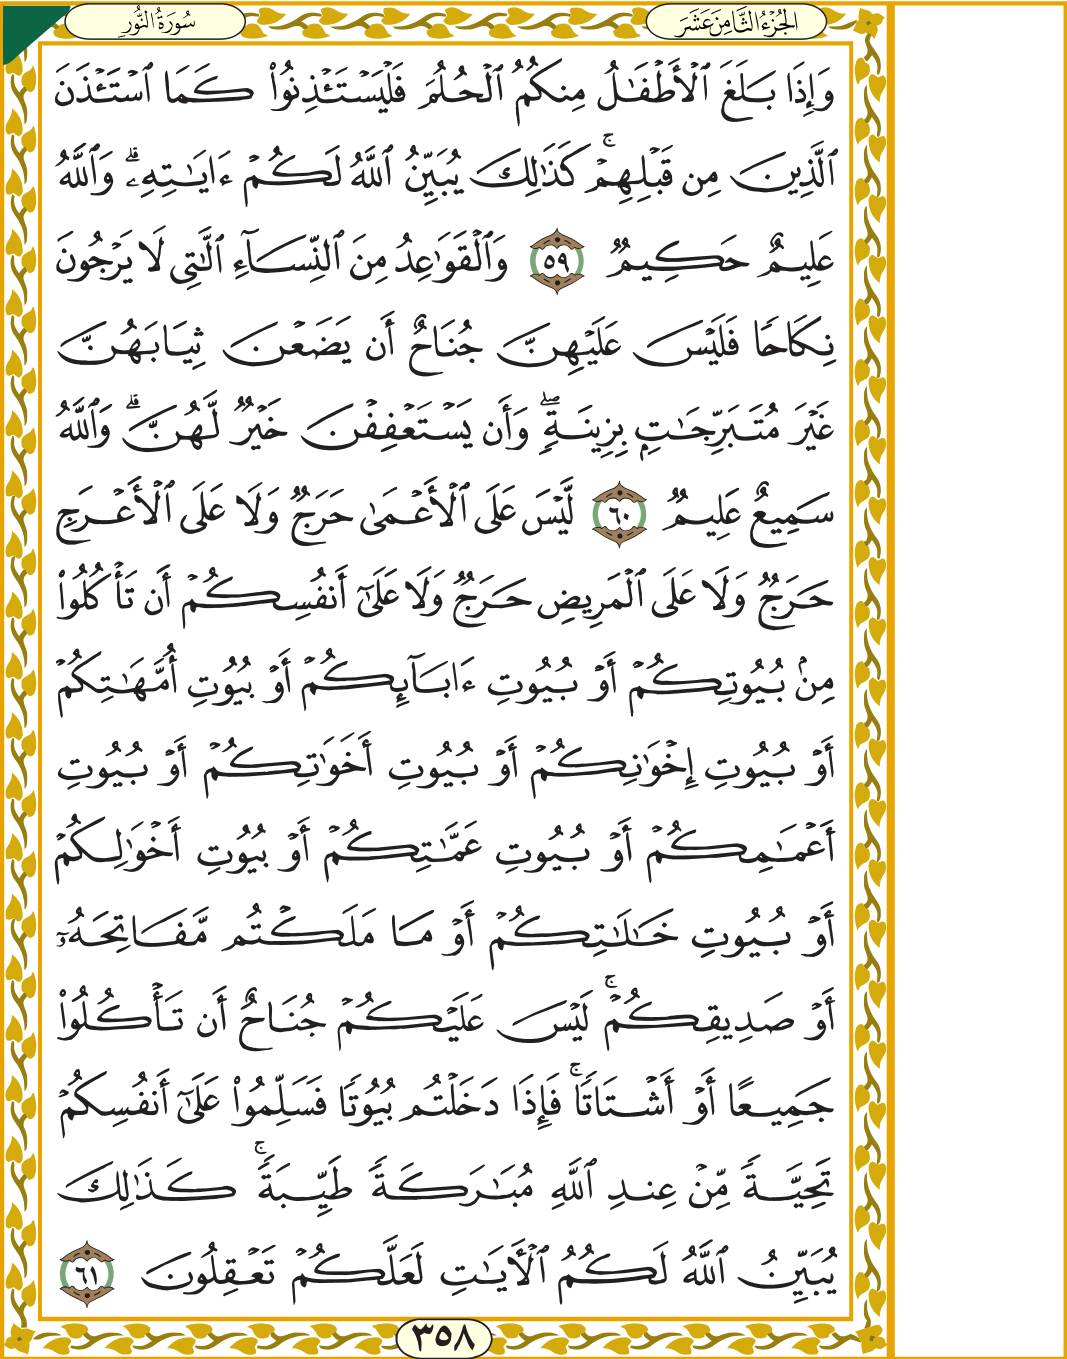 الجُزْءُ الثَّامِنَ عَشَرَ
سُورَةُ النُّورِ
وَإِذَا بَلَغَ ٱلۡأَطۡفَٰلُ مِنكُمُ ٱلۡحُلُمَ فَلۡيَسۡتَـٔۡذِنُواْ كَمَا ٱسۡتَـٔۡذَنَ
ٱلَّذِينَ مِن قَبۡلِهِمۡۚ كَذَٰلِكَ يُبَيِّنُ ٱللَّهُ لَكُمۡ ءَايَٰتِهِۦۗ وَٱللَّهُ
عَلِيمٌ حَكِيمٞ ٥٩ وَٱلۡقَوَٰعِدُ مِنَ ٱلنِّسَآءِ ٱلَّٰتِي لَا يَرۡجُونَ
نِكَاحٗا فَلَيۡسَ عَلَيۡهِنَّ جُنَاحٌ أَن يَضَعۡنَ ثِيَابَهُنَّ
غَيۡرَ مُتَبَرِّجَٰتِۭ بِزِينَةٖۖ وَأَن يَسۡتَعۡفِفۡنَ خَيۡرٞ لَّهُنَّۗ وَٱللَّهُ
سَمِيعٌ عَلِيمٞ ٦٠ لَّيۡسَ عَلَى ٱلۡأَعۡمَىٰ حَرَجٞ وَلَا عَلَى ٱلۡأَعۡرَجِ
حَرَجٞ وَلَا عَلَى ٱلۡمَرِيضِ حَرَجٞ وَلَا عَلَىٰٓ أَنفُسِكُمۡ أَن تَأۡكُلُواْ
مِنۢ بُيُوتِكُمۡ أَوۡ بُيُوتِ ءَابَآئِكُمۡ أَوۡ بُيُوتِ أُمَّهَٰتِكُمۡ
أَوۡ بُيُوتِ إِخۡوَٰنِكُمۡ أَوۡ بُيُوتِ أَخَوَٰتِكُمۡ أَوۡ بُيُوتِ
أَعۡمَٰمِكُمۡ أَوۡ بُيُوتِ عَمَّٰتِكُمۡ أَوۡ بُيُوتِ أَخۡوَٰلِكُمۡ
أَوۡ بُيُوتِ خَٰلَٰتِكُمۡ أَوۡ مَا مَلَكۡتُم مَّفَاتِحَهُۥٓ
أَوۡ صَدِيقِكُمۡۚ لَيۡسَ عَلَيۡكُمۡ جُنَاحٌ أَن تَأۡكُلُواْ
جَمِيعًا أَوۡ أَشۡتَاتٗاۚ فَإِذَا دَخَلۡتُم بُيُوتٗا فَسَلِّمُواْ عَلَىٰٓ أَنفُسِكُمۡ
تَحِيَّةٗ مِّنۡ عِندِ ٱللَّهِ مُبَٰرَكَةٗ طَيِّبَةٗۚ كَذَٰلِكَ
يُبَيِّنُ ٱللَّهُ لَكُمُ ٱلۡأٓيَٰتِ لَعَلَّكُمۡ تَعۡقِلُونَ ٦١
٣٥٨